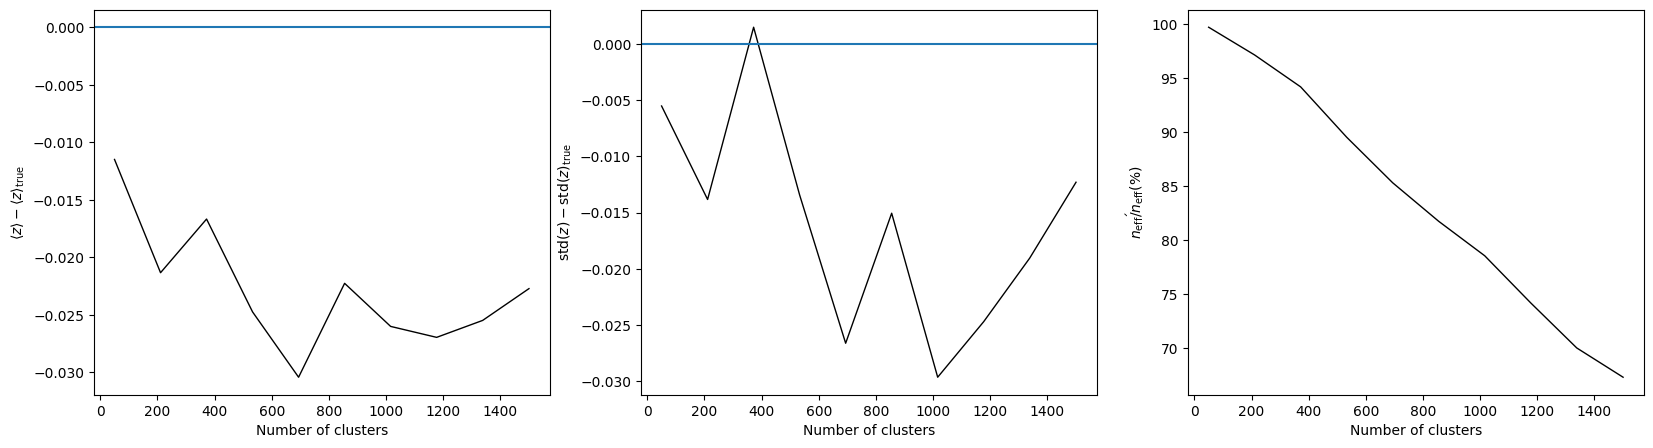 0.000
−0.005
−0.010
−0.015
−0.020
−0.025
−0.030
⟨z⟩ − ⟨z⟩true
0 200 400 600 800 1000 1200 1400
Number of clusters
0.000
−0.005
−0.010
−0.015
−0.020
−0.025
−0.030
std(z) − std(z)true
0 200 400 600 800 1000 1200 1400
Number of clusters
100
95
90
85
80
75
70
n′eff/neff(%)
0 200 400 600 800 1000 1200 1400
Number of clusters